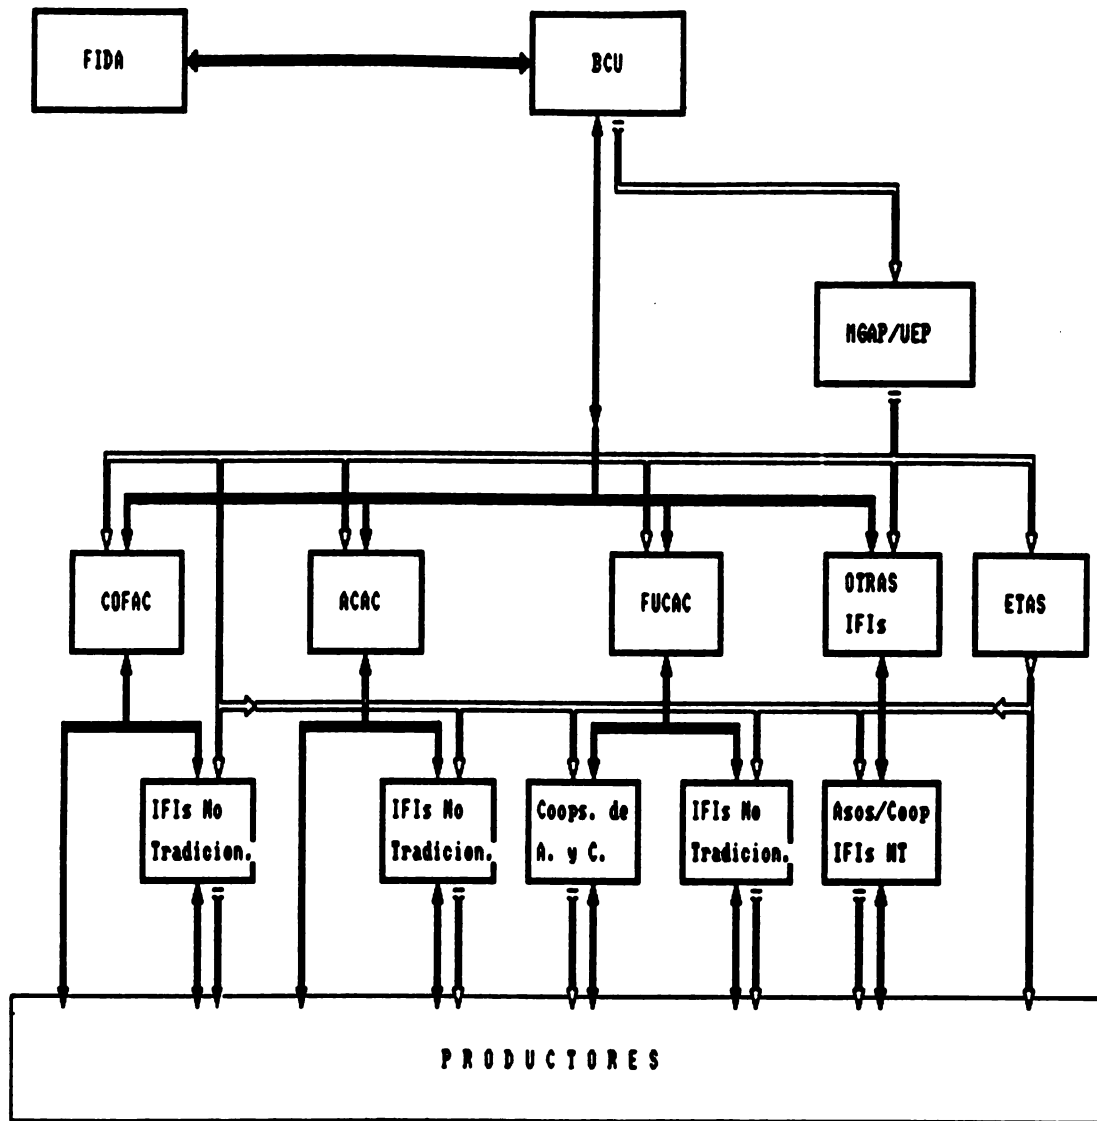 FIDA
BCU
MGAP/UEP
COFAC
ACAC
FUCAC
OTRAS
IFIs
ETAS
IFIs No
Tradicion.
IFIs No
Tradicion.
Coops. de
A. y C.
IFIs No
Tradicion.
Asos/Coop
IFIs NT
PRODUCTORES